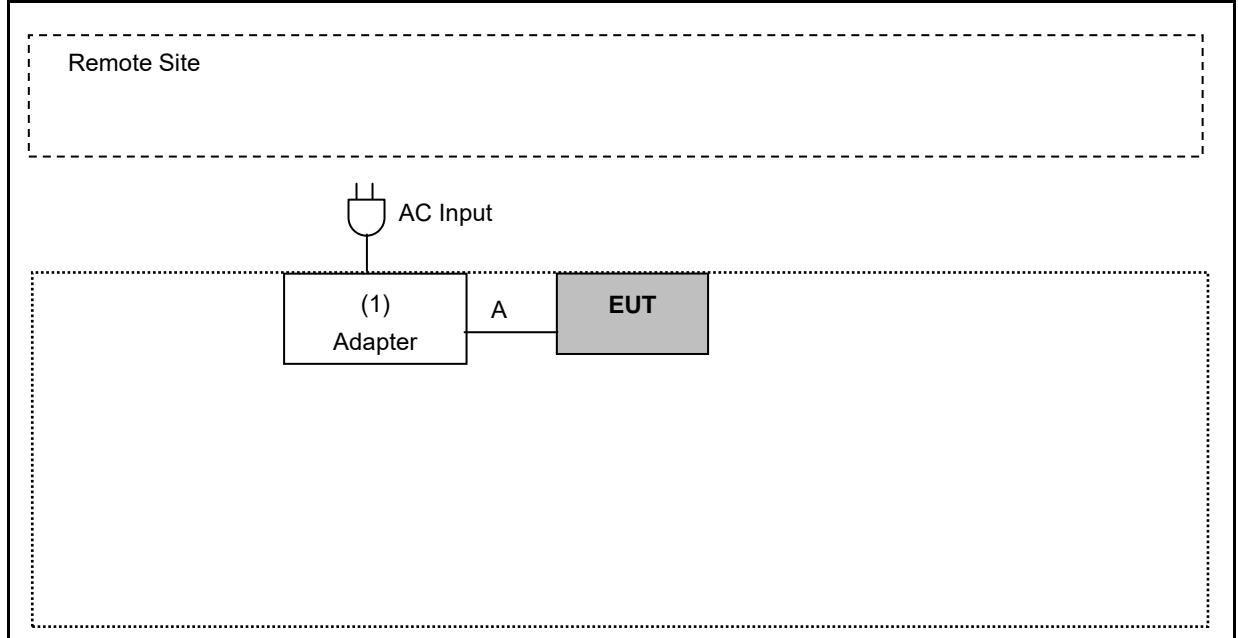 Remote Site
AC Input
(1)
Adapter
A
EUT